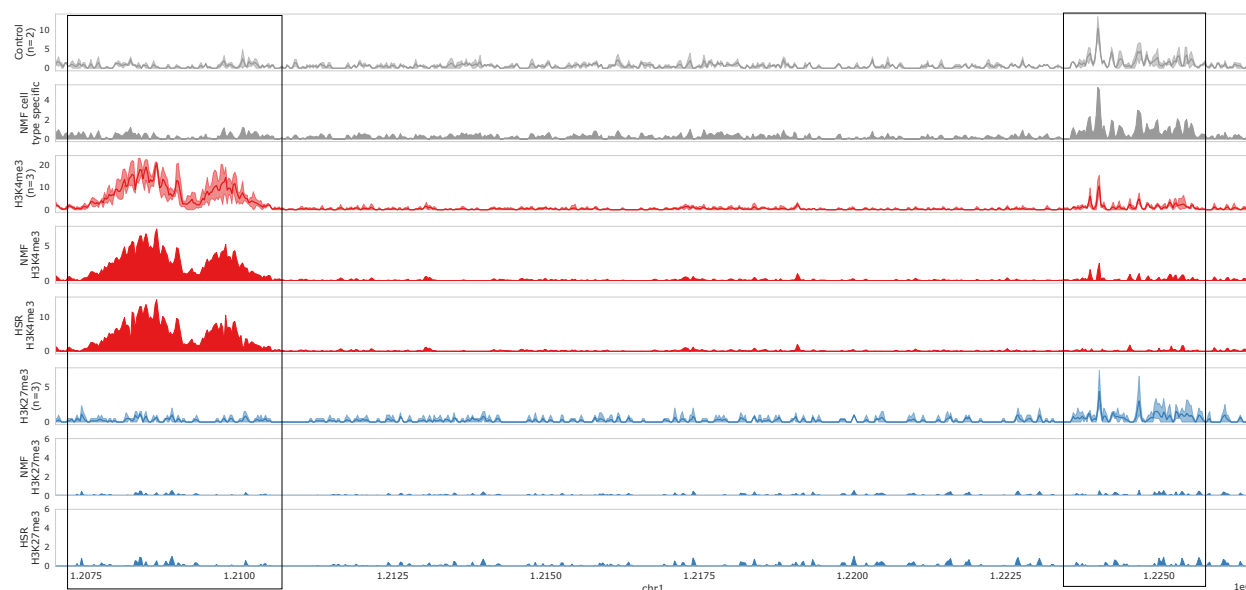 Control
(n=2)
10
5
0
NMF cell
type specific
4
2
0
H3K4me3
(n=3)
20
10
0
NMF
H3K4me3
5
0
HSR
H3K4me3
10
0
H3K27me3
(n=3)
5
0
NMF
H3K27me3
6
4
2
0
HSR
H3K27me3
6
4
2
0
1.2075 1.2100 1.2125 1.2150 1.2175 1.2200 1.2225 1.2250
chr1